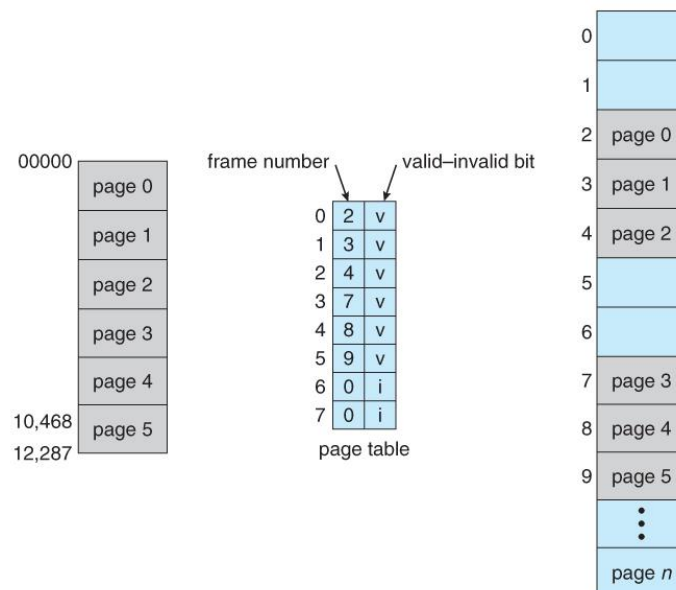 00000
page 0
page 1
page 2
page 3
page 4
10,468
page 5
12,287
frame number
valid–invalid bit
0 2 v
1 3 v
2 4 v
3 7 v
4 8 v
5 9 v
6 0 i
7 0 i
page table
0
1
2 page 0
3 page 1
4 page 2
5
6
7 page 3
8 page 4
9 page 5
page n